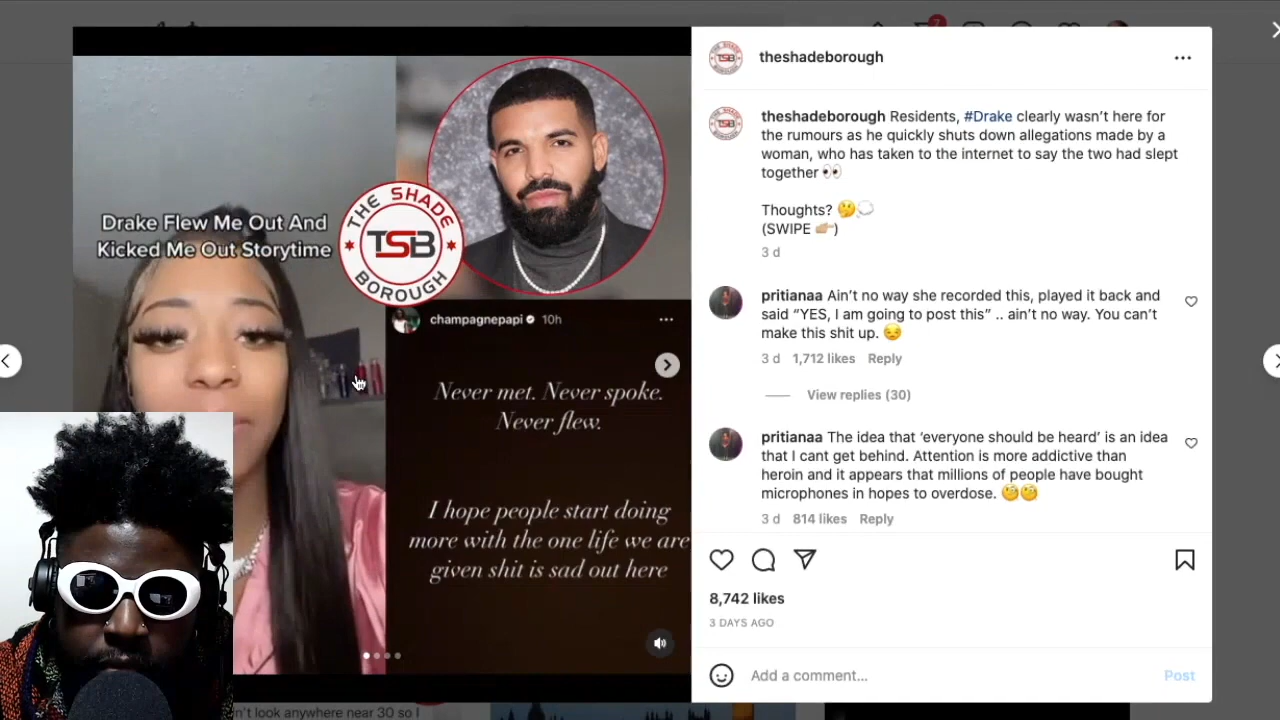 7
Drake Flew Me Out And
Kicked Me Out Storytime
THE SHADE
TSB
BOROUGH
champagnepapi 10h
Never met. Never spoke.
Never flew.
I hope people start doing
more with the one life we are
given shit is sad out here
theshadeborough
theshadeborough Residents, #Drake clearly wasn’t here for
the rumours as he quickly shuts down allegations made by a
woman, who has taken to the internet to say the two had slept
together 👀
Thoughts? 🤔💭
(SWIPE 👉🏼)
3 d
pritianaa Ain’t no way she recorded this, played it back and
said “YES, I am going to post this” .. ain’t no way. You can’t
make this shit up. 😒
3 d 1,712 likes Reply
View replies (30)
pritianaa The idea that ‘everyone should be heard’ is an idea
that I cant get behind. Attention is more addictive than
heroin and it appears that millions of people have bought
microphones in hopes to overdose. 🧐🧐
3 d 814 likes Reply
8,742 likes
3 DAYS AGO
Add a comment... Post
look anywhere near 30 so I